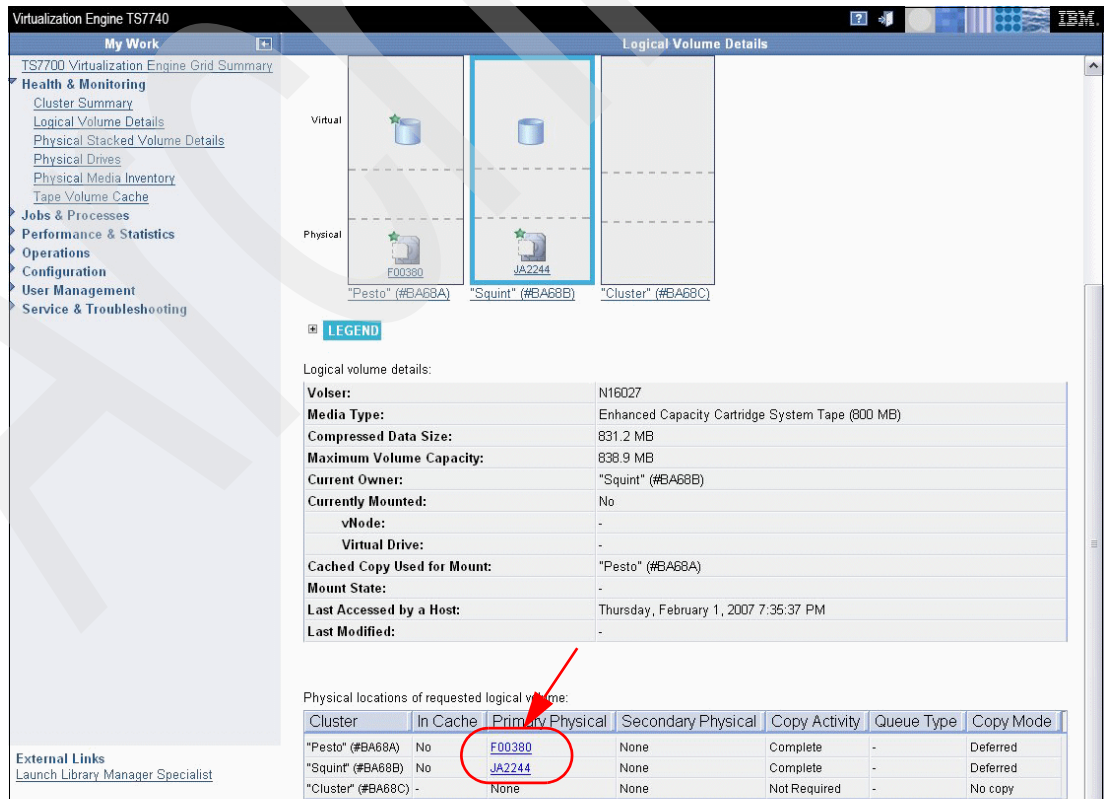 Virtualization Engine TS7740
? IBM.
My Work
Logical Volume Details
TS7700 Virtualization Engine Grid Summary
Health & Monitoring
Cluster Summary
Logical Volume Details
Physical Stacked Volume Details
Physical Drives
Physical Media Inventory
Tape Volume Cache
Jobs & Processes
Performance & Statistics
Operations
Configuration
User Management
Service & Troubleshooting
External Links
Launch Library Manager Specialist
Virtual
Physical
F00380 JA2244
"Pesto" (#BA68A) "Squint" (#BA68B) "Cluster" (#BA68C)
LEGEND
Logical volume details:
Volser: N16027
Media Type: Enhanced Capacity Cartridge System Tape (800 MB)
Compressed Data Size: 831.2 MB
Maximum Volume Capacity: 838.9 MB
Current Owner: "Squint" (#BA68B)
Currently Mounted: No
vNode: -
Virtual Drive: -
Cached Copy Used for Mount: "Pesto" (#BA68A)
Mount State: -
Last Accessed by a Host: Thursday, February 1, 2007 7:35:37 PM
Last Modified: -
Physical locations of requested logical volume:
Cluster In Cache Primary Physical Secondary Physical Copy Activity Queue Type Copy Mode
"Pesto" (#BA68A) No F00380 None Complete - Deferred
"Squint" (#BA68B) No JA2244 None Complete - Deferred
"Cluster" (#BA68C) - None None Not Required - No copy